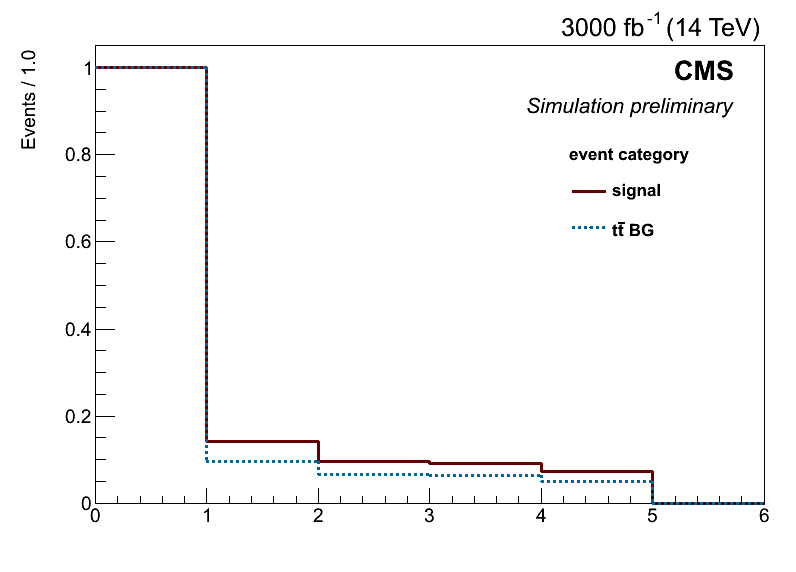 3000 fb⁻¹ (14 TeV)
Events / 1.0
CMS
Simulation preliminary
event category
signal
tt̄ BG
1
0.8
0.6
0.4
0.2
0
0 1 2 3 4 5 6